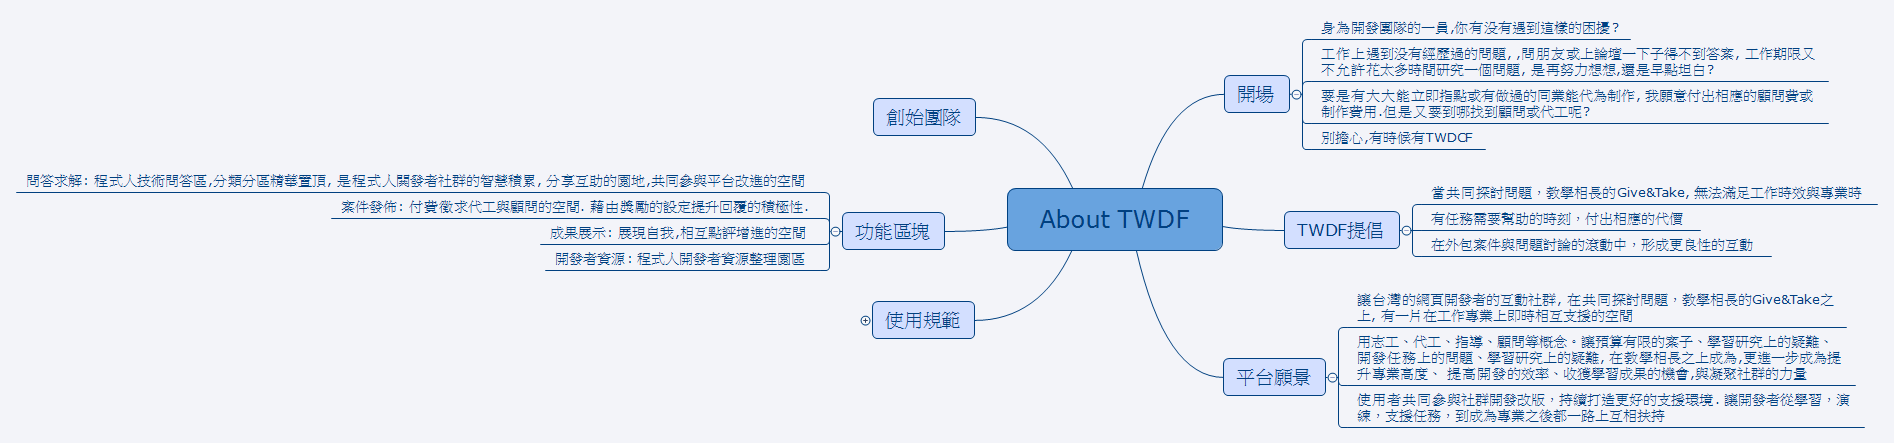 About TWDF
開場
身為開發團隊的一員,你有没有遇到這樣的困擾?
工作上遇到没有經歷過的問題, ,問朋友或上論壇一下子得不到答案, 工作期限又
不允許花太多時間研究一個問題, 是再努力想想,還是早點坦白?
要是有大大能立即指點或有做過的同業能代為制作, 我願意付出相應的顧問費或
制作費用.但是又要到哪找到顧問或代工呢?
別擔心,有時候有TWDCF
TWDF提倡
當共同探討問題，教學相長的Give&Take, 無法滿足工作時效與專業時
有任務需要幫助的時刻，付出相應的代價
在外包案件與問題討論的滾動中，形成更良性的互動
平台願景
讓台灣的網頁開發者的互動社群, 在共同探討問題，教學相長的Give&Take之
上, 有一片在工作專業上即時相互支援的空間
用志工、代工、指導、顧問等概念。讓預算有限的案子、學習研究上的疑難、
開發任務上的問題、學習研究上的疑難, 在教學相長之上成為,更進一步成為提
升專業高度、 提高開發的效率、收獲學習成果的機會,與凝聚社群的力量
使用者共同參與社群開發改版，持續打造更好的支援環境. 讓開發者從學習，演
練，支援任務，到成為專業之後都一路上互相扶持
創始團隊
功能區塊
問答求解: 程式人技術問答區,分類分區精華置頂, 是程式人開發者社群的智慧積累, 分享互助的園地,共同參與平台改進的空間
案件發佈: 付費徵求代工與顧問的空間. 藉由獎勵的設定提升回覆的積極性.
成果展示: 展現自我,相互點評增進的空間
開發者資源: 程式人開發者資源整理園區
使用規範